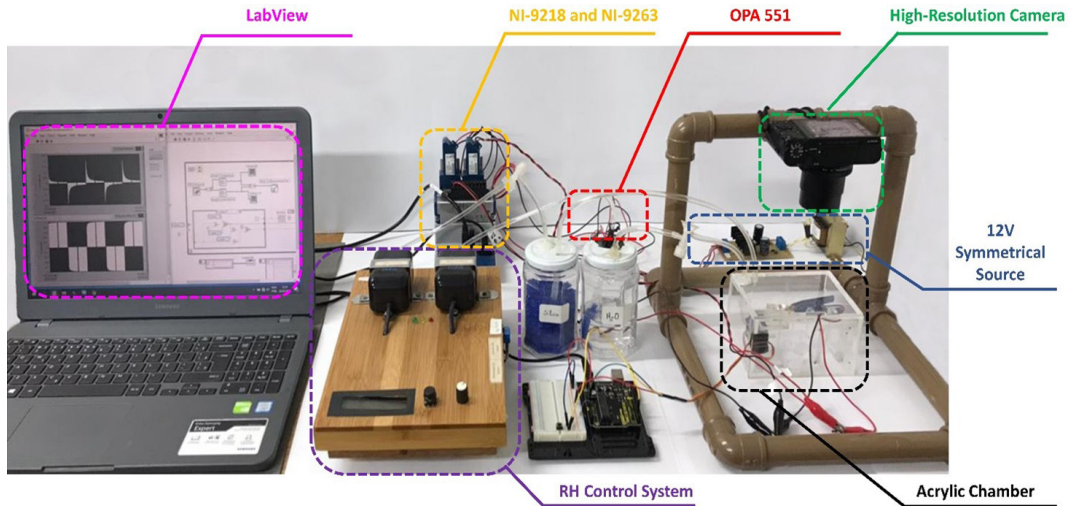 LabView
NI-9218 and NI-9263
OPA 551
High-Resolution Camera
12V
Symmetrical
Source
H₂O
Expert
RH Control System
Acrylic Chamber